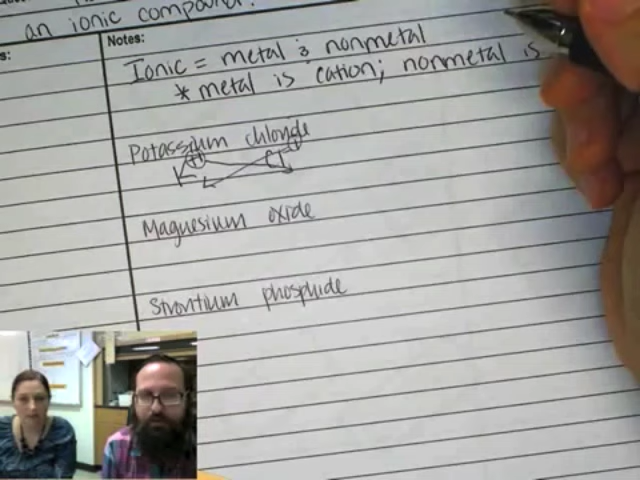 an ionic compound?
s:
Notes:
Ionic = metal & nonmetal
* metal is cation; nonmetal is
Potassium chloride
K Cl
Magnesium oxide
Strontium phosphide